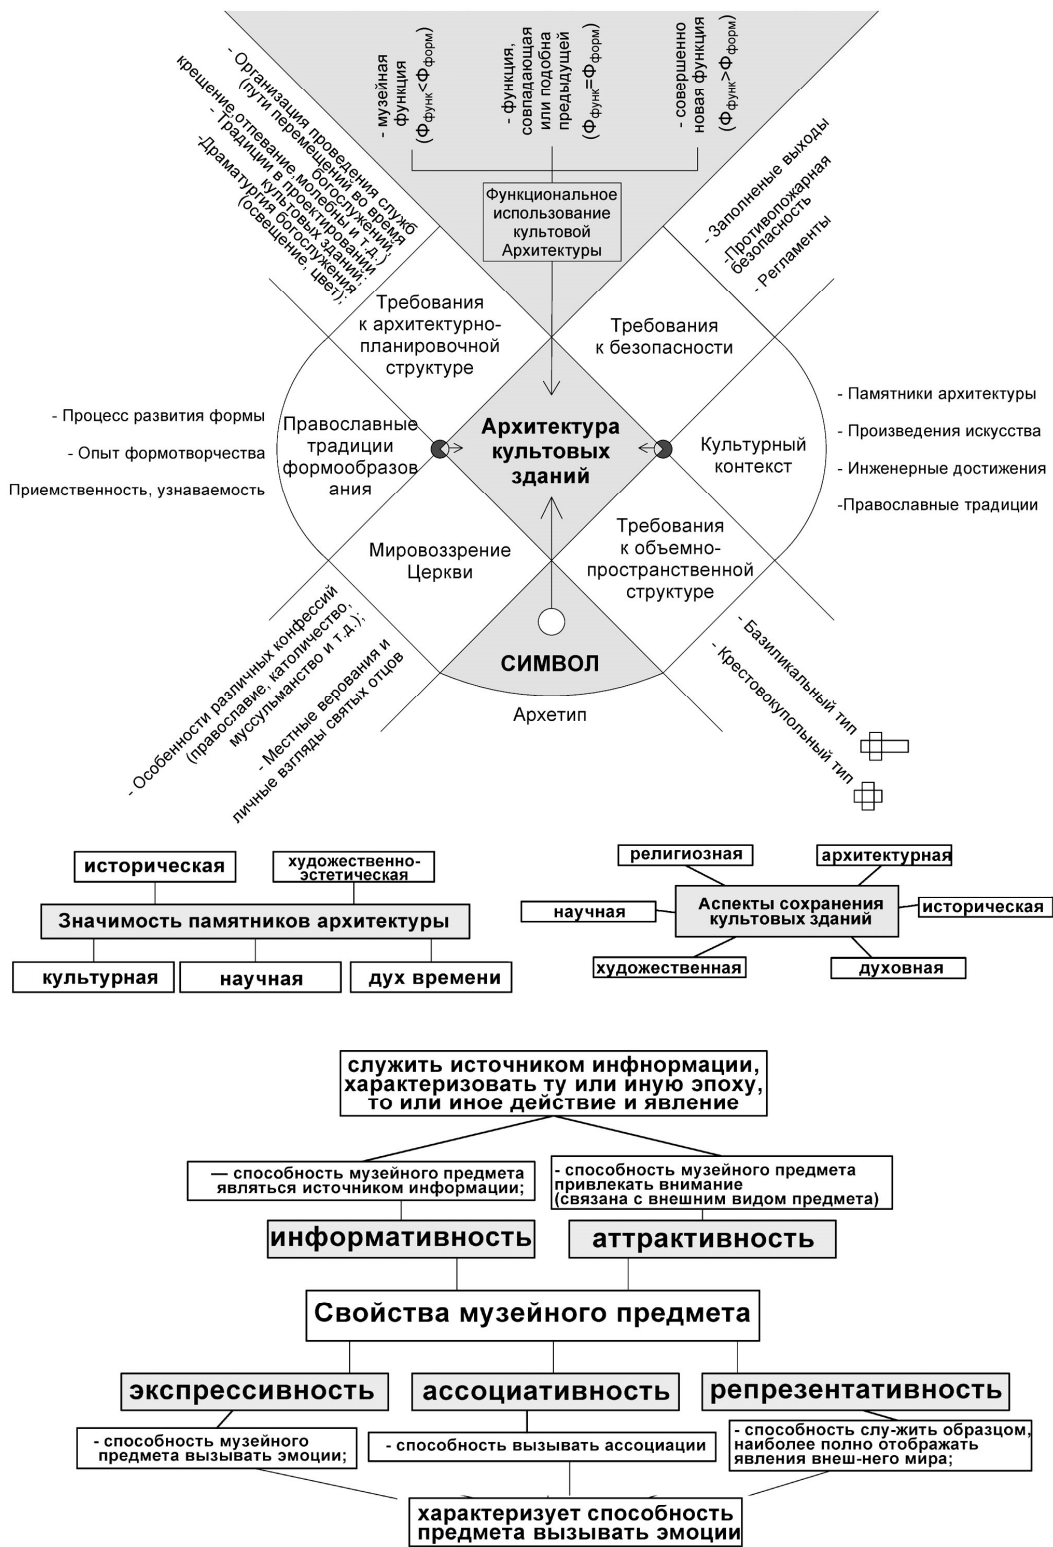 - Организация проведения служб
(пути перемещений во время
богослужений,
крещение,отпевание,молебны и т.д.)
- Традиции в проектировании
культовых зданий;
-Драматургия богослужения
(освещение, цвет);
- музейная
функция
(Ффунк<Фформ)
- функция,
совпадающая
или подобна
предыдущей
(Ффунк=Фформ)
- совершенно
новая функция
(Ффунк>Фформ)
Функциональное
использование
культовой
Архитектуры
- Заполненые выходы
-Противопожарная
безопасность
- Регламенты
Требования
к архитектурно-
планировочной
структуре
Требования
к безопасности
- Процесс развития формы
- Опыт формотворчества
Приемственность, узнаваемость
Православные
традиции
формообразов
ания
Архитектура
культовых
зданий
Культурный
контекст
- Памятники архитектуры
- Произведения искусства
- Инженерные достижения
-Православные традиции
Мировоззрение
Церкви
Требования
к объемно-
пространственной
структуре
СИМВОЛ
Архетип
- Особенности различных конфессий
(православие, католичество,
муссульманство и т.д.);
- Местные верования и
личные взгляды святых отцов
- Базиликальный тип
- Крестовокупольный тип
историческая
художественно-
эстетическая
Значимость памятников архитектуры
культурная
научная
дух времени
религиозная
архитектурная
научная
Аспекты сохранения
культовых зданий
историческая
художественная
духовная
служить источником инфнормации,
характеризовать ту или иную эпоху,
то или иное действие и явление
— способность музейного предмета
являться источником информации;
- способность музейного предмета
привлекать внимание
(связана с внешним видом предмета)
информативность
аттрактивность
Свойства музейного предмета
экспрессивность
ассоциативность
репрезентативность
- способность музейного
предмета вызывать эмоции;
- способность вызывать ассоциации
- способность слу-жить образцом,
наиболее полно отображать
явления внеш-него мира;
характеризует способность
предмета вызывать эмоции